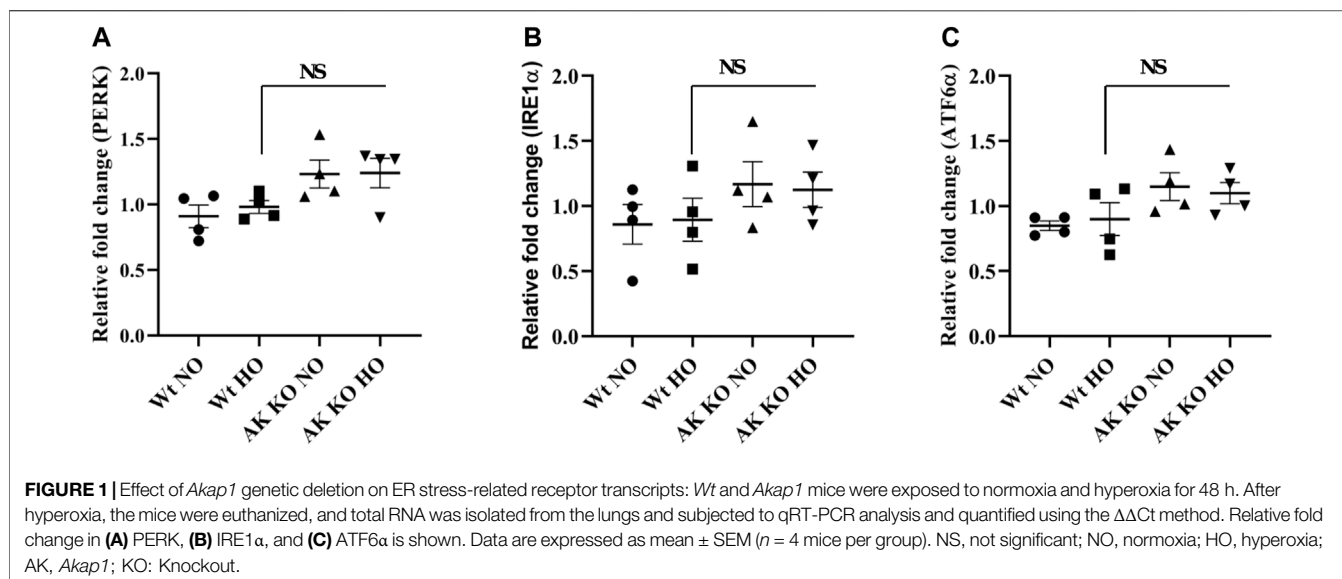 A
Relative fold change (PERK)
2.0
1.5
1.0
0.5
0.0
NS
Wt NO
Wt HO
AK KO NO
AK KO HO
B
Relative fold change (IRE1α)
2.0
1.5
1.0
0.5
0.0
NS
Wt NO
Wt HO
AK KO NO
AK KO HO
C
Relative fold change (ATF6α)
2.0
1.5
1.0
0.5
0.0
NS
Wt NO
Wt HO
AK KO NO
AK KO HO
FIGURE 1 | Effect of Akap1 genetic deletion on ER stress-related receptor transcripts: Wt and Akap1 mice were exposed to normoxia and hyperoxia for 48 h. After
hyperoxia, the mice were euthanized, and total RNA was isolated from the lungs and subjected to qRT-PCR analysis and quantified using the ΔΔCt method. Relative fold
change in (A) PERK, (B) IRE1α, and (C) ATF6α is shown. Data are expressed as mean ± SEM (n = 4 mice per group). NS, not significant; NO, normoxia; HO, hyperoxia;
AK, Akap1; KO: Knockout.